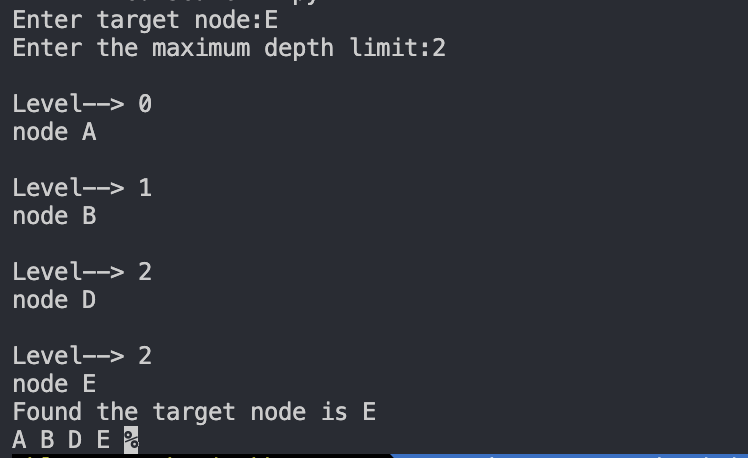 Enter target node:E
Enter the maximum depth limit:2
Level--> 0
node A
Level--> 1
node B
Level--> 2
node D
Level--> 2
node E
Found the target node is E
A B D E %